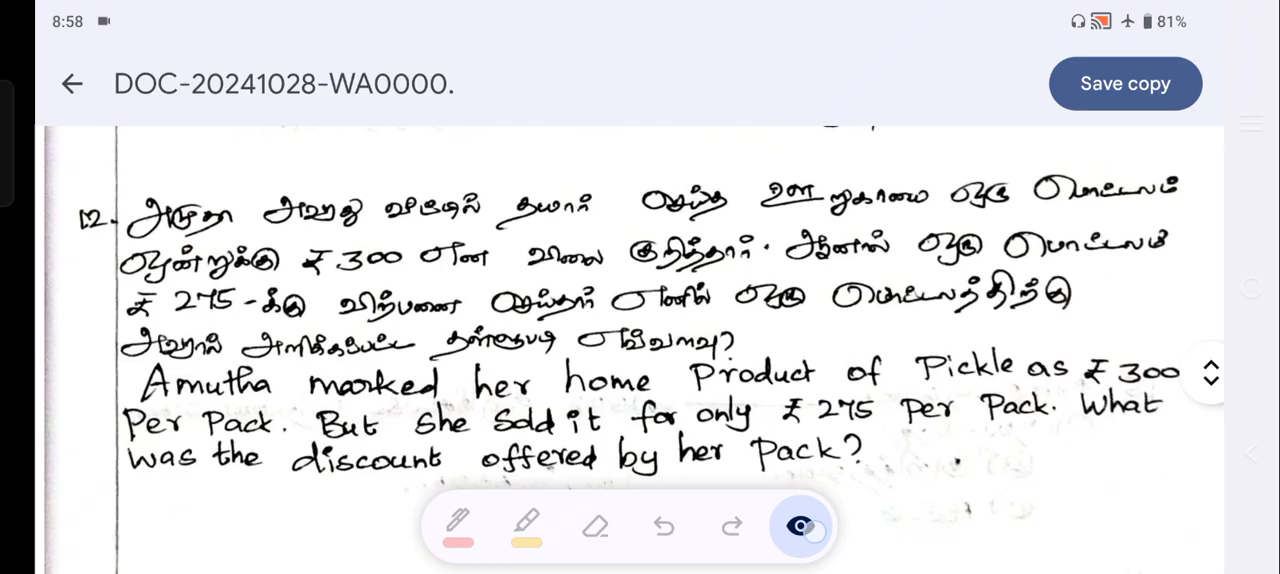 8:58
81%
DOC-20241028-WA0000.
Save copy
12. அமுதா அவரது வீட்டில் தயார் செய்த ஊறுகாயை ஒரு பொட்டலம்
ஒன்றுக்கு ₹300 என விலை குறித்தார். ஆனால் ஒரு பொட்டலம்
₹ 275-க்கு விற்பனை செய்தார் எனில் ஒரு பொட்டலத்திற்கு
அவரால் அளிக்கப்பட்ட தள்ளுபடி எவ்வளவு?
Amutha marked her home Product of Pickle as ₹300
Per Pack. But she sold it for only ₹ 275 per Pack. What
was the discount offered by her pack?